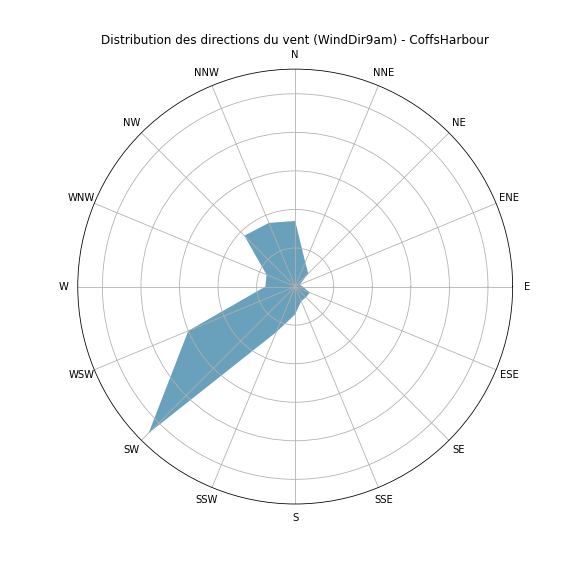 Distribution des directions du vent (WindDir9am) - CoffsHarbour
N
NNW
NNE
NW
NE
WNW
ENE
W
E
WSW
ESE
SW
SE
SSW
SSE
S